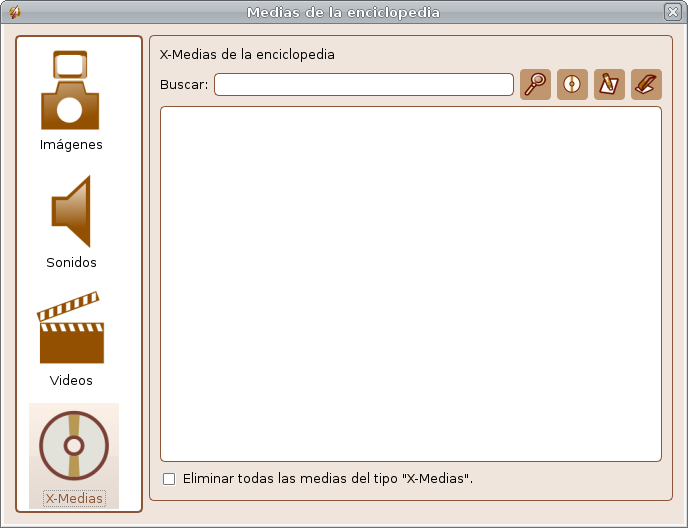 Medias de la enciclopedia
Imágenes
Sonidos
Videos
X-Medias
X-Medias de la enciclopedia
Buscar:
Eliminar todas las medias del tipo "X-Medias".